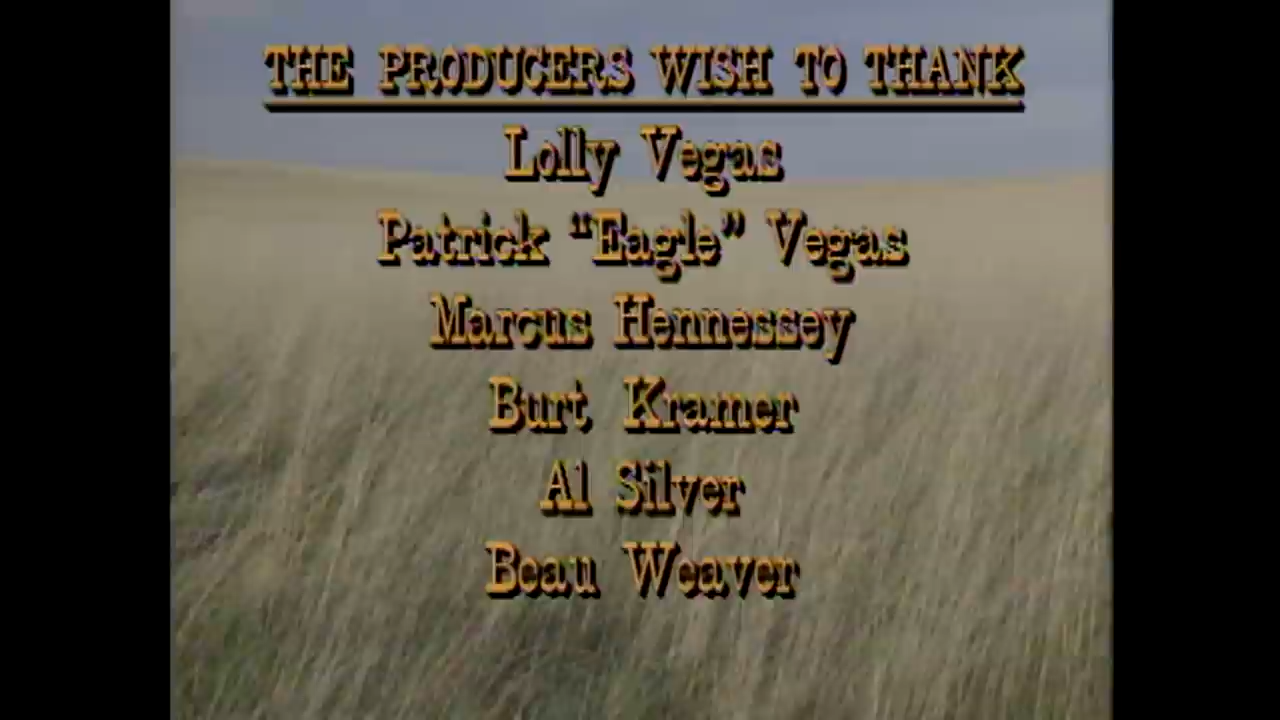 THE PRODUCERS WISH TO THANK
Lolly Vegas
Patrick "Eagle" Vegas
Marcus Hennessey
Burt Kramer
Al Silver
Beau Weaver